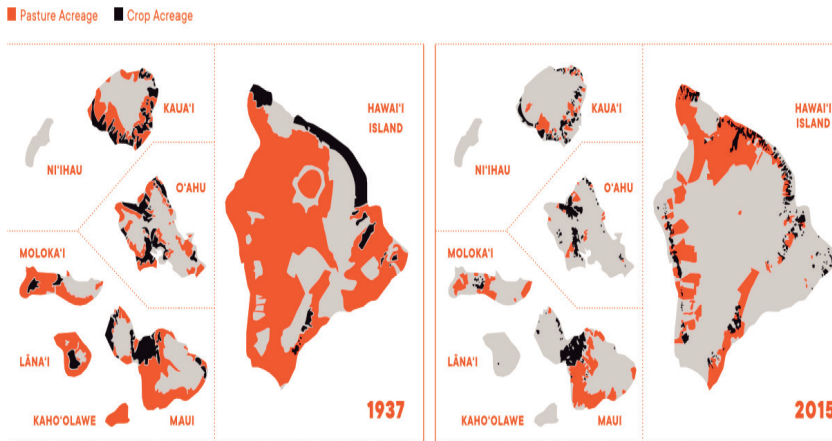 Pasture Acreage Crop Acreage
KAUA'I
NI'IHAU
O'AHU
MOLOKA'I
LĀNA'I
KAHO'OLAWE
MAUI
HAWAI'I
ISLAND
1937
KAUA'I
NI'IHAU
O'AHU
MOLOKA'I
LĀNA'I
KAHO'OLAWE
MAUI
HAWAI'I
ISLAND
2015